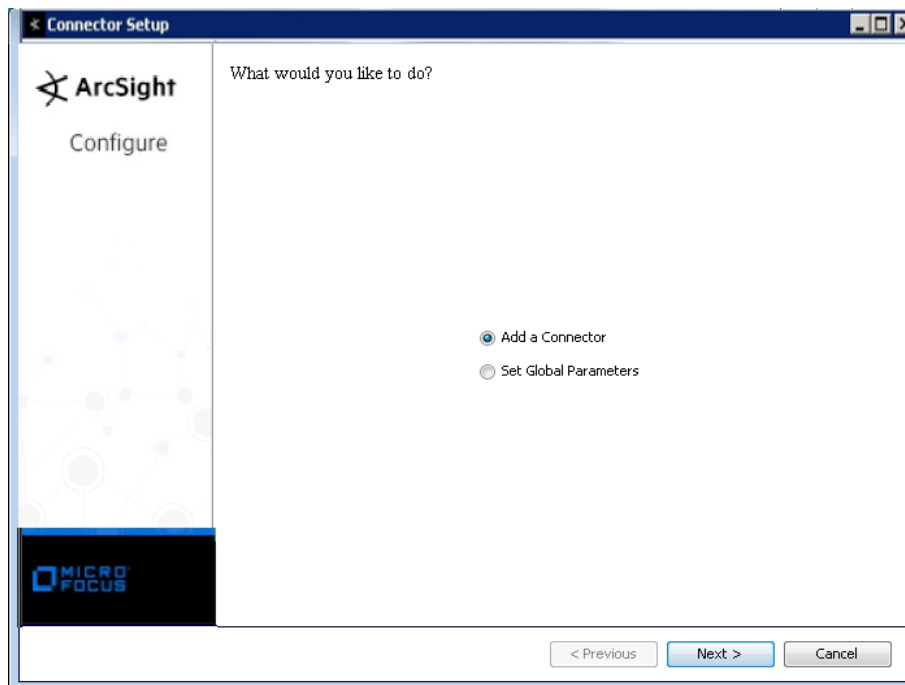 Connector Setup
ArcSight
Configure
What would you like to do?
Add a Connector
Set Global Parameters
MICRO
FOCUS
< Previous
Next >
Cancel